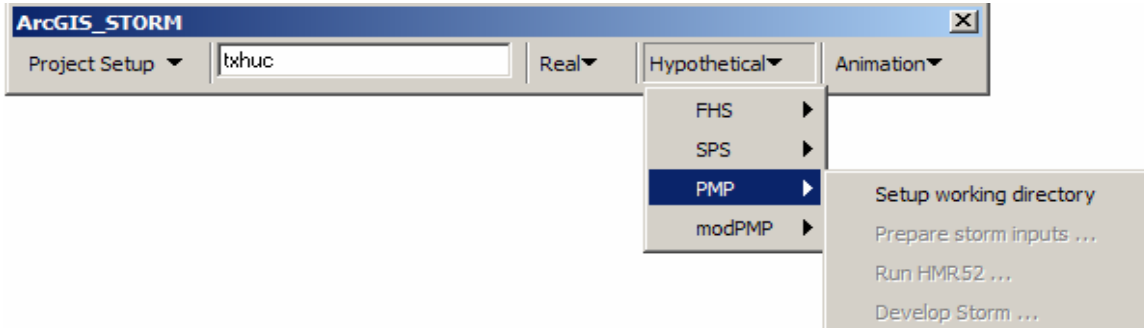 ArcGIS_STORM
Project Setup txhuc Real Hypothetical Animation
FHS
SPS
PMP
modPMP
Setup working directory
Prepare storm inputs ...
Run HMR52 ...
Develop Storm ...